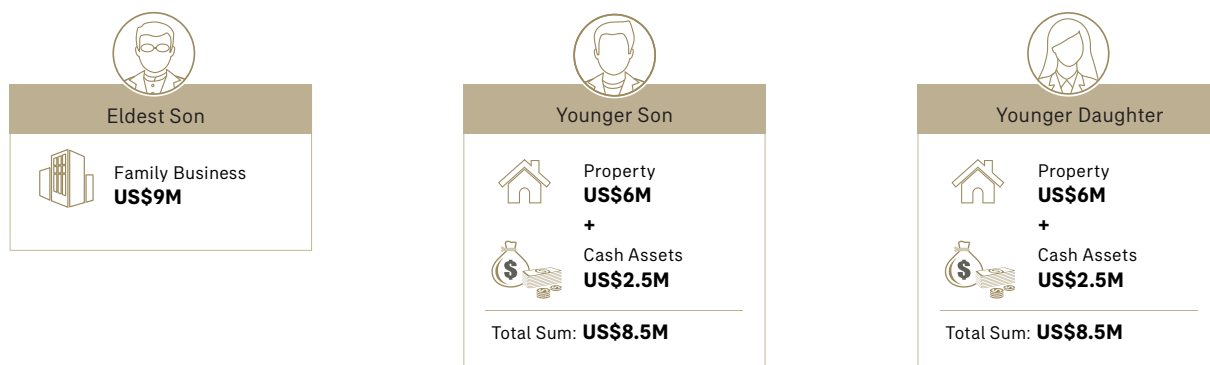 Eldest Son
Family Business
US$9M
Younger Son
Property
US$6M
+
Cash Assets
US$2.5M
$
Total Sum: US$8.5M
Younger Daughter
Property
US$6M
+
Cash Assets
US$2.5M
$
Total Sum: US$8.5M